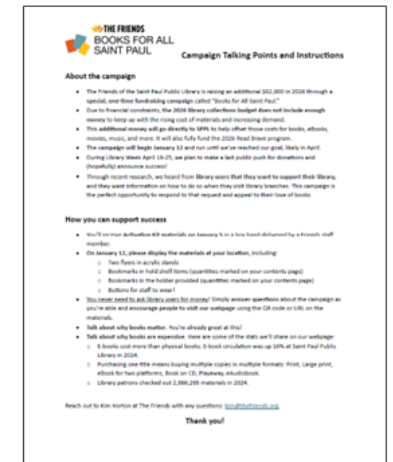 THE FRIENDS
BOOKS FOR ALL
SAINT PAUL
Campaign Talking Points and Instructions
About the campaign
• The Friends of the Saint Paul Public Library is raising an additional $82,000 in 2026 through a
special, one-time fundraising campaign called "Books for All Saint Paul."
• Due to financial constraints, the 2026 library collections budget does not include enough
money to keep up with the rising cost of materials and increasing demand.
• This additional money will go directly to SPPL to help offset those costs for books, eBooks,
movies, music, and more. It will also fully fund the 2026 Read Brave program.
• The campaign will begin January 12 and run until we've reached our goal, likely in April.
• During Library Week April 19-25, we plan to make a last public push for donations and
(hopefully) announce success!
• Through recent research, we heard from library users that they want to support their library,
and they want information on how to do so when they visit library branches. This campaign is
the perfect opportunity to respond to that request and appeal to their love of books.
How you can support success
• You'll receive Activation Kit materials on January 9 in a box hand-delivered by a Friends staff
member.
• On January 12, please display the materials at your location, including:
○ Two flyers in acrylic stands
○ Bookmarks in hold shelf items (quantities marked on your contents page)
○ Bookmarks in the holder provided (quantities marked on your contents page)
○ Buttons for staff to wear!
• You never need to ask library users for money! Simply answer questions about the campaign as
you're able and encourage people to visit our webpage using the QR code or URL on the
materials.
• Talk about why books matter. You're already great at this!
• Talk about why books are expensive. Here are some of the stats we'll share on our webpage:
○ E-books cost more than physical books. E-book circulation was up 16% at Saint Paul Public
Library in 2024.
○ Purchasing one title means buying multiple copies in multiple formats: Print, Large print,
eBook for two platforms, Book on CD, Playaway, eAudiobook.
○ Library patrons checked out 2,866,265 materials in 2024.
Reach out to Kim Horton at The Friends with any questions: kim@thefriends.org.
Thank you!